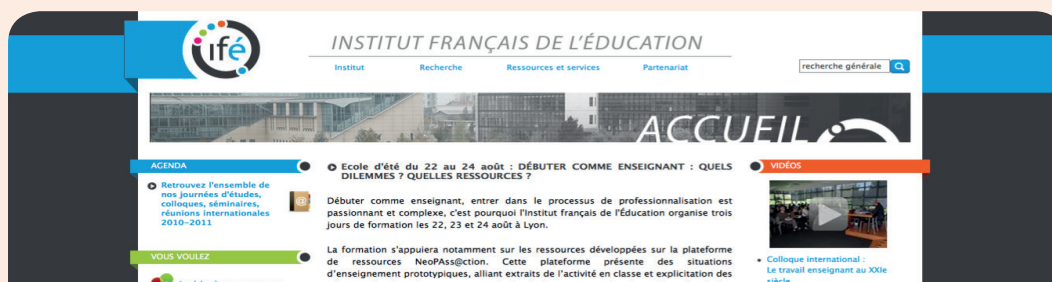 ifé
INSTITUT FRANÇAIS DE L'ÉDUCATION
Institut Recherche Ressources et services Partenariat
recherche générale
ACCUEIL
AGENDA
Retrouvez l'ensemble de
nos journées d'études,
colloques, séminaires,
réunions internationales
2010-2011
VOUS VOULEZ
Ecole d'été du 22 au 24 août : DÉBUTER COMME ENSEIGNANT : QUELS
DILEMMES ? QUELLES RESSOURCES ?
Débuter comme enseignant, entrer dans le processus de professionnalisation est
passionnant et complexe, c'est pourquoi l'Institut français de l'Éducation organise trois
jours de formation les 22, 23 et 24 août à Lyon.
La formation s'appuiera notamment sur les ressources développées sur la plateforme
de ressources NeoPAss@ction. Cette plateforme présente des situations
d'enseignement prototypiques, alliant extraits de l'activité en classe et explicitation des
VIDÉOS
Colloque international :
Le travail enseignant au XXIe
siècle